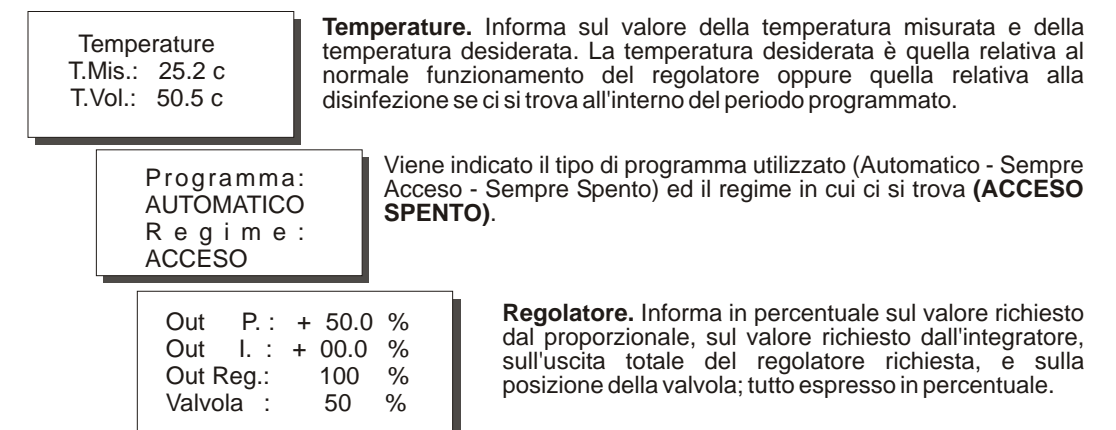 Temperature
T.Mis.: 25.2 c
T.Vol.: 50.5 c
Temperature. Informa sul valore della temperatura misurata e della
temperatura desiderata. La temperatura desiderata è quella relativa al
normale funzionamento del regolatore oppure quella relativa alla
disinfezione se ci si trova all'interno del periodo programmato.
Programma:
AUTOMATICO
Regime:
ACCESO
Viene indicato il tipo di programma utilizzato (Automatico - Sempre
Acceso - Sempre Spento) ed il regime in cui ci si trova (ACCESO
SPENTO).
Out P. : + 50.0 %
Out I. : + 00.0 %
Out Reg.: 100 %
Valvola : 50 %
Regolatore. Informa in percentuale sul valore richiesto
dal proporzionale, sul valore richiesto dall'integratore,
sull'uscita totale del regolatore richiesta, e sulla
posizione della valvola; tutto espresso in percentuale.